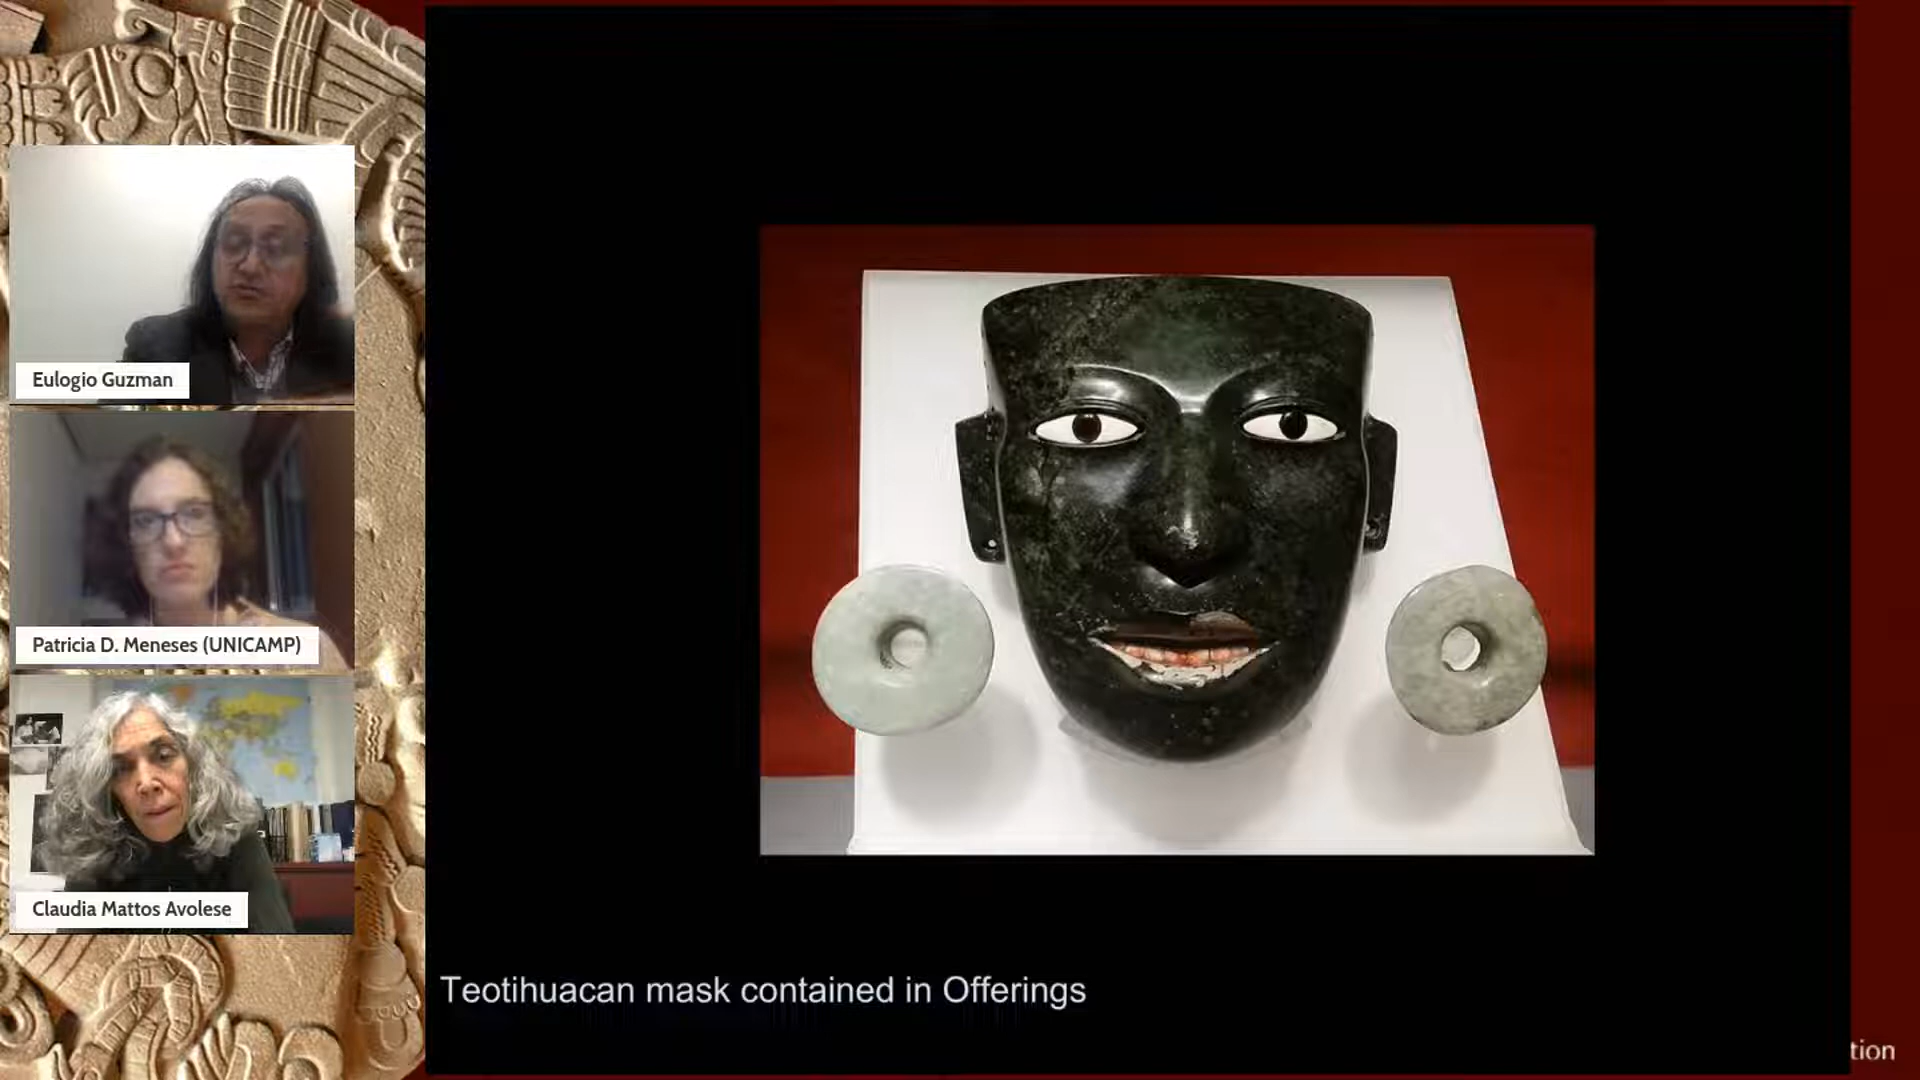 Eulogio Guzman
Patricia D. Meneses (UNICAMP)
Claudia Mattos Avolese
Teotihuacan mask contained in Offerings
tion